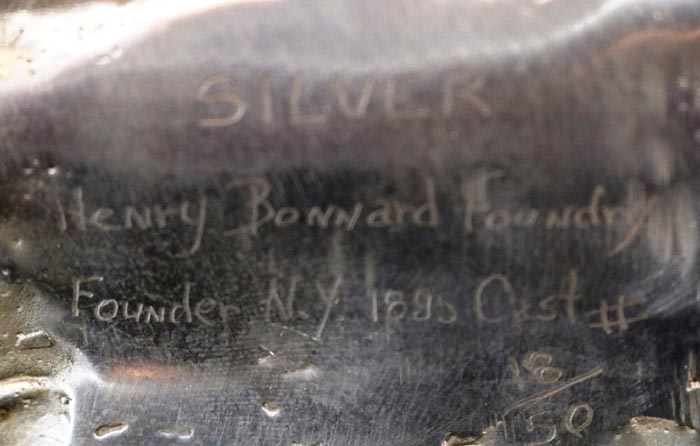 SILVER
Henry Bonnard Foundry
Founder N.Y. 1895 Cast #
18/50